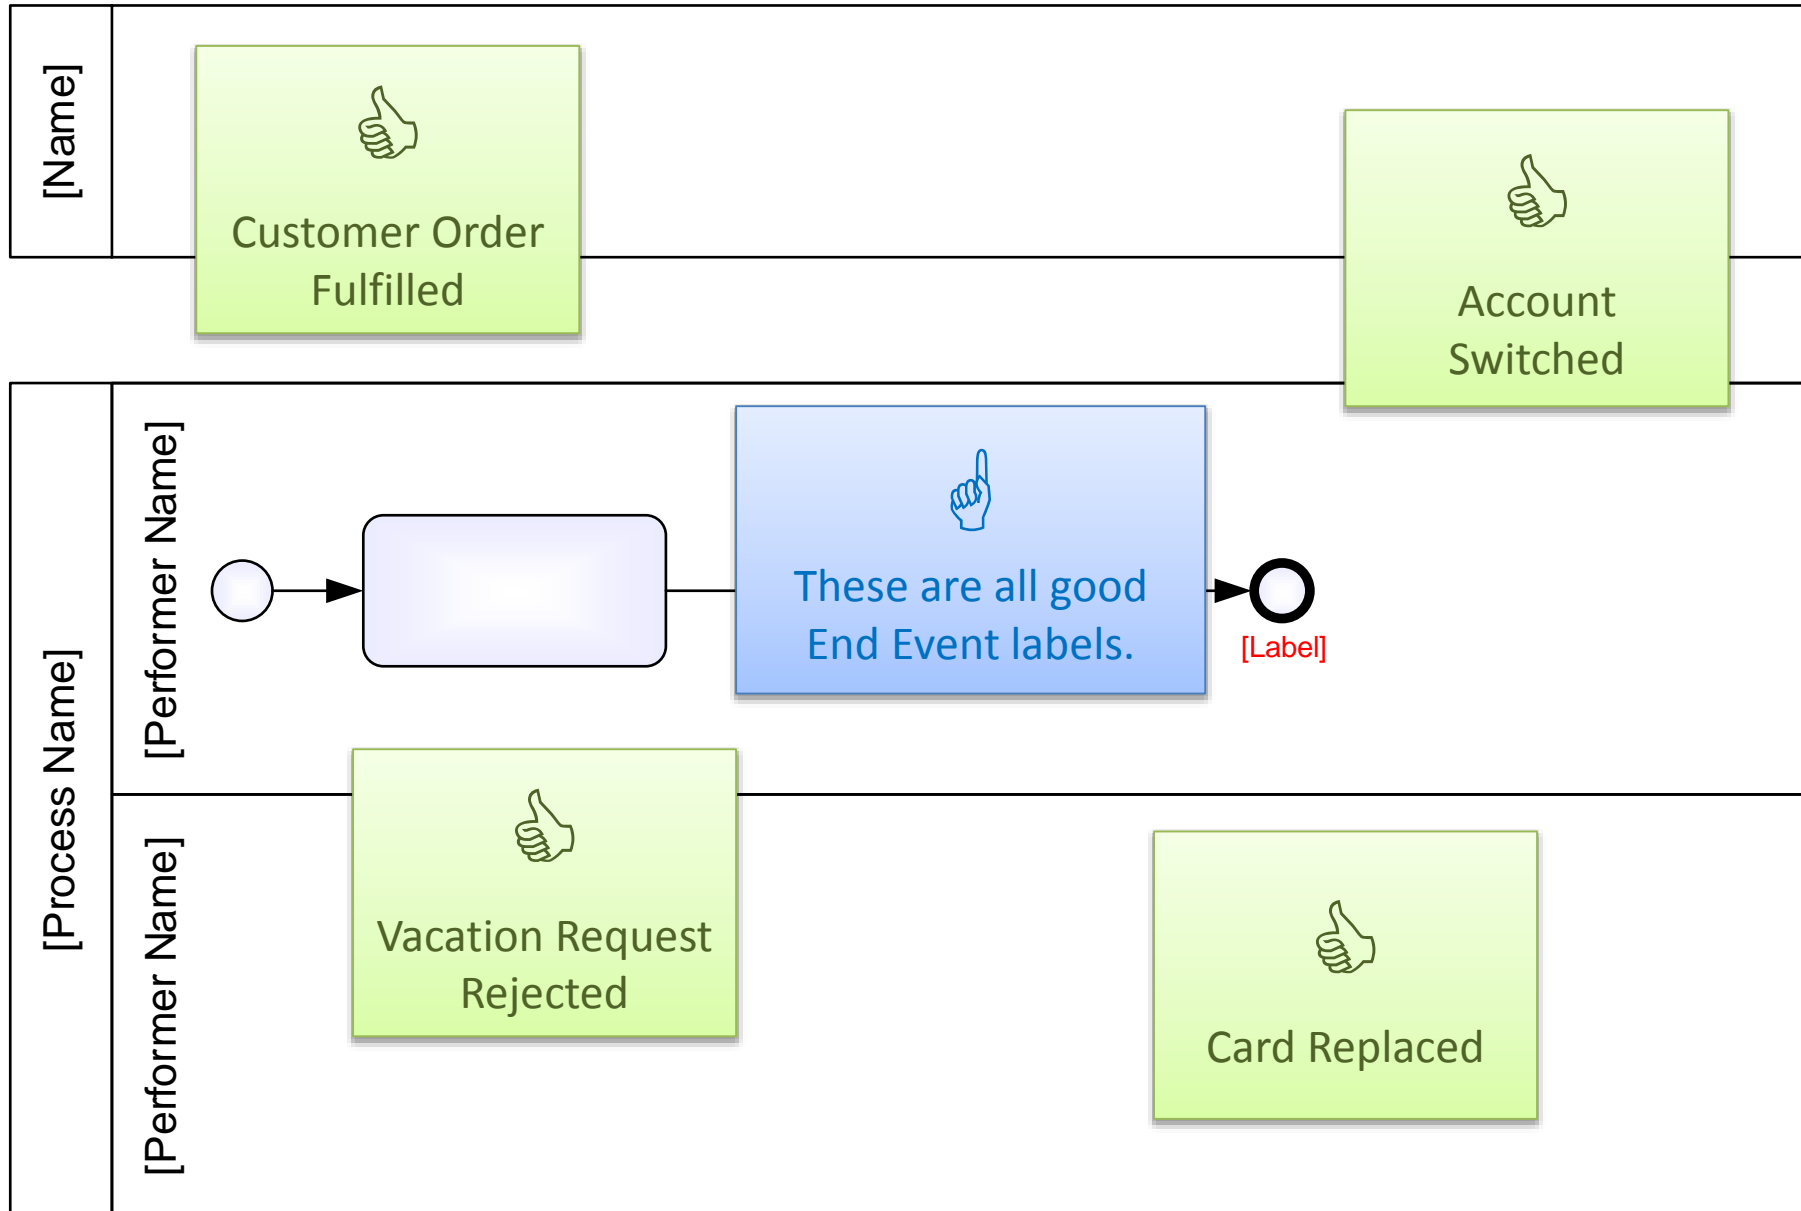 [Name]
Customer Order
Fulfilled
Account
Switched
[Process Name]
[Performer Name]
These are all good
End Event labels.
[Label]
[Performer Name]
Vacation Request
Rejected
Card Replaced